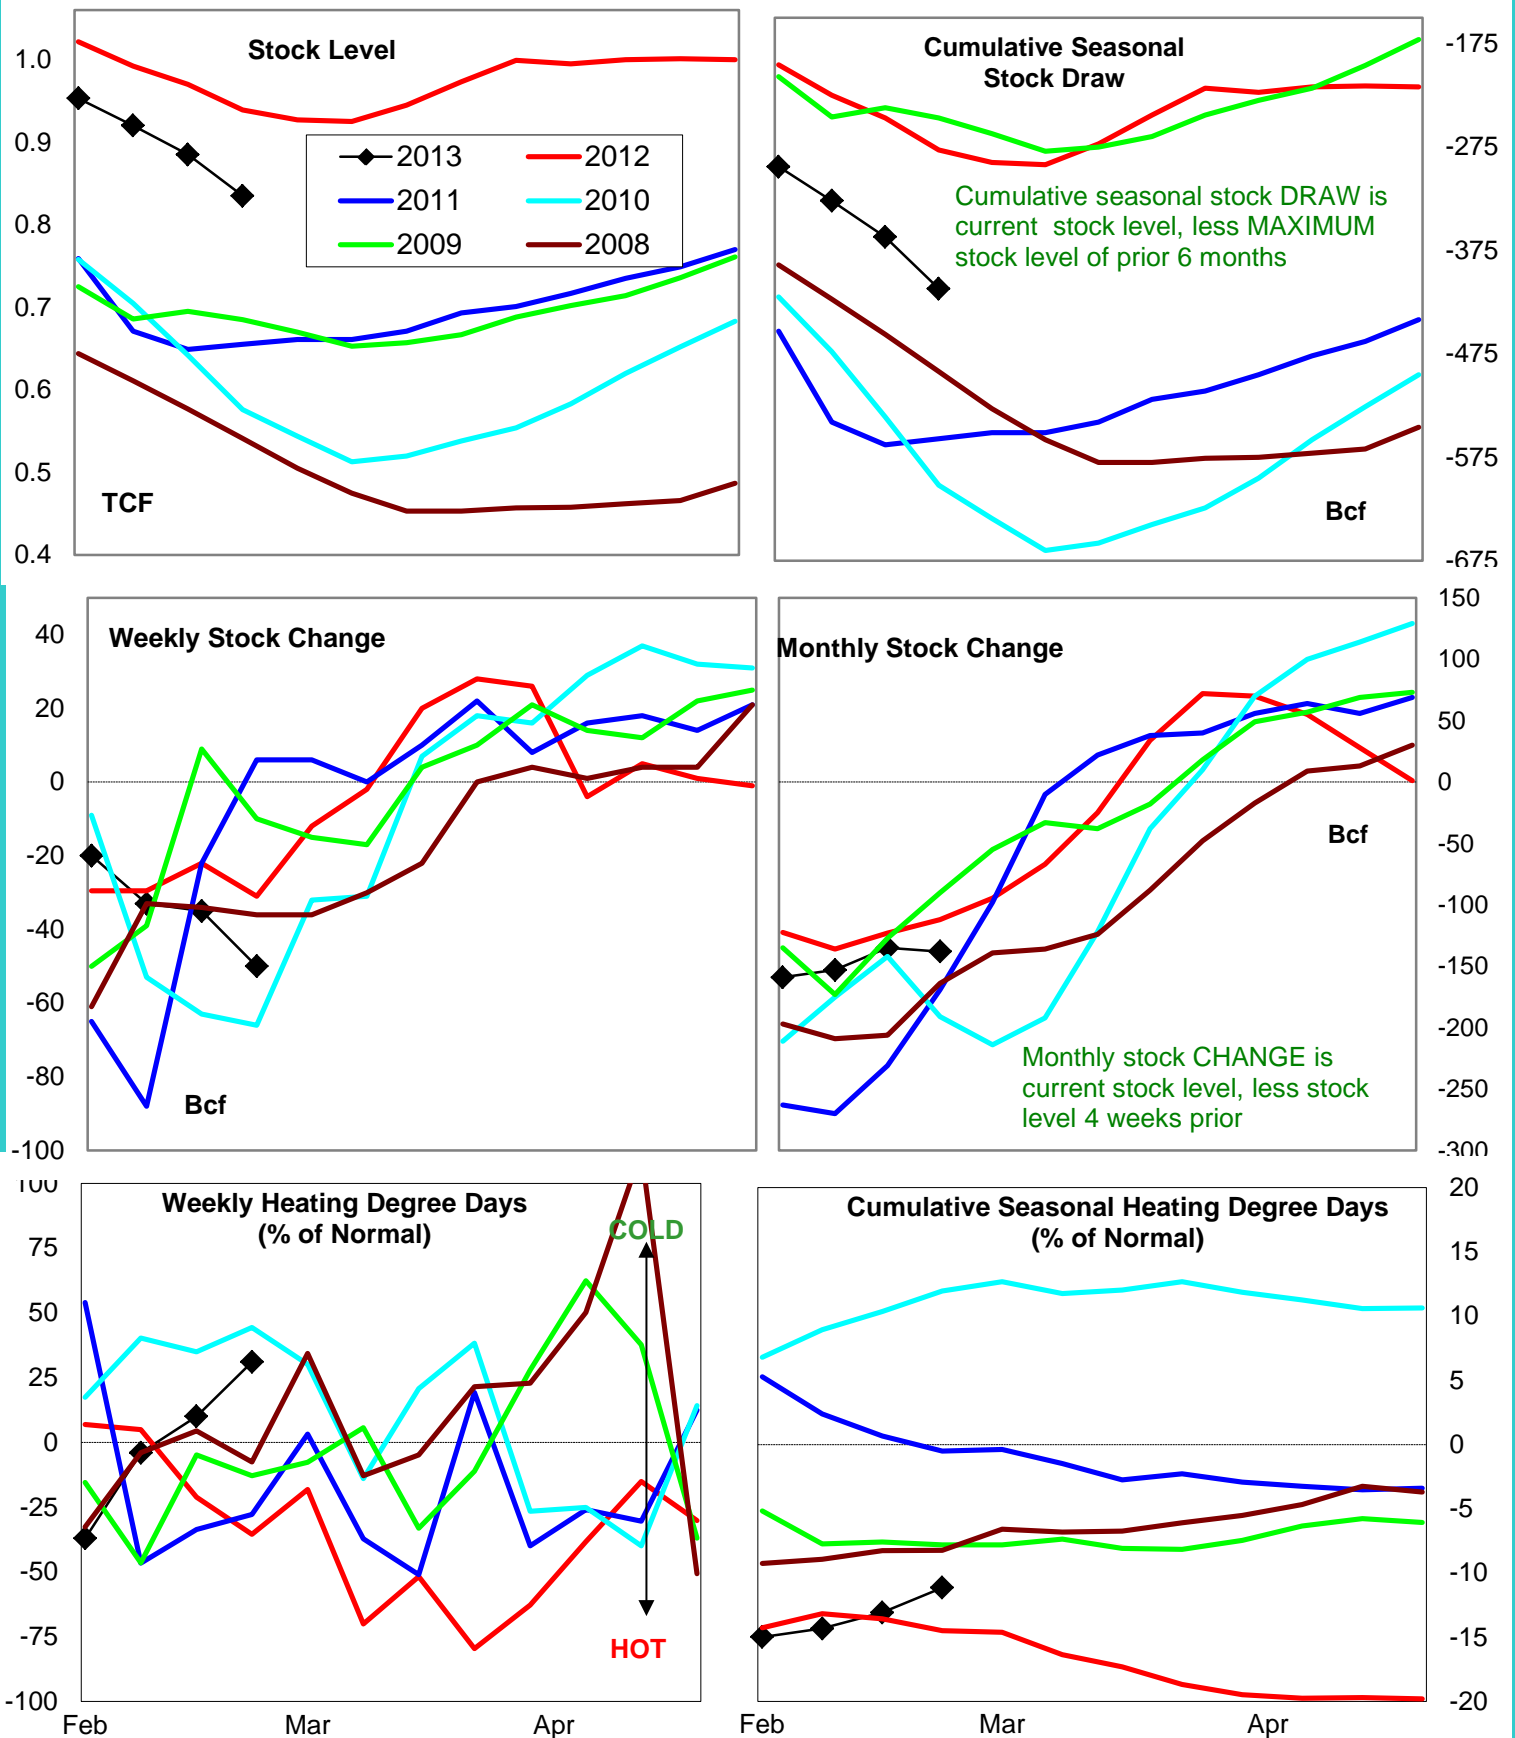 Stock Level
1.0
0.9
0.8
0.7
0.6
0.5
0.4
2013
2012
2011
2010
2009
2008
TCF
Cumulative Seasonal
Stock Draw
-175
-275
-375
-475
-575
-675
Cumulative seasonal stock DRAW is
current stock level, less MAXIMUM
stock level of prior 6 months
Bcf
Weekly Stock Change
40
20
0
-20
-40
-60
-80
-100
Bcf
Monthly Stock Change
150
100
50
0
-50
-100
-150
-200
-250
-300
Bcf
Monthly stock CHANGE is
current stock level, less stock
level 4 weeks prior
Weekly Heating Degree Days
(% of Normal)
100
75
50
25
0
-25
-50
-75
-100
COLD
HOT
Feb
Mar
Apr
Cumulative Seasonal Heating Degree Days
(% of Normal)
20
15
10
5
0
-5
-10
-15
-20
Feb
Mar
Apr